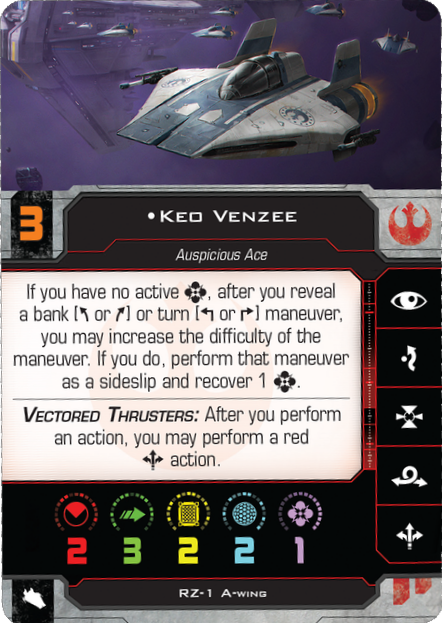 3
•Keo Venzee
Auspicious Ace
If you have no active , after you reveal
a bank [ or ] or turn [ or ] maneuver,
you may increase the difficulty of the
maneuver. If you do, perform that maneuver
as a sideslip and recover 1 .
Vectored Thrusters: After you perform
an action, you may perform a red
action.
2 3 2 2 1
RZ-1 A-wing